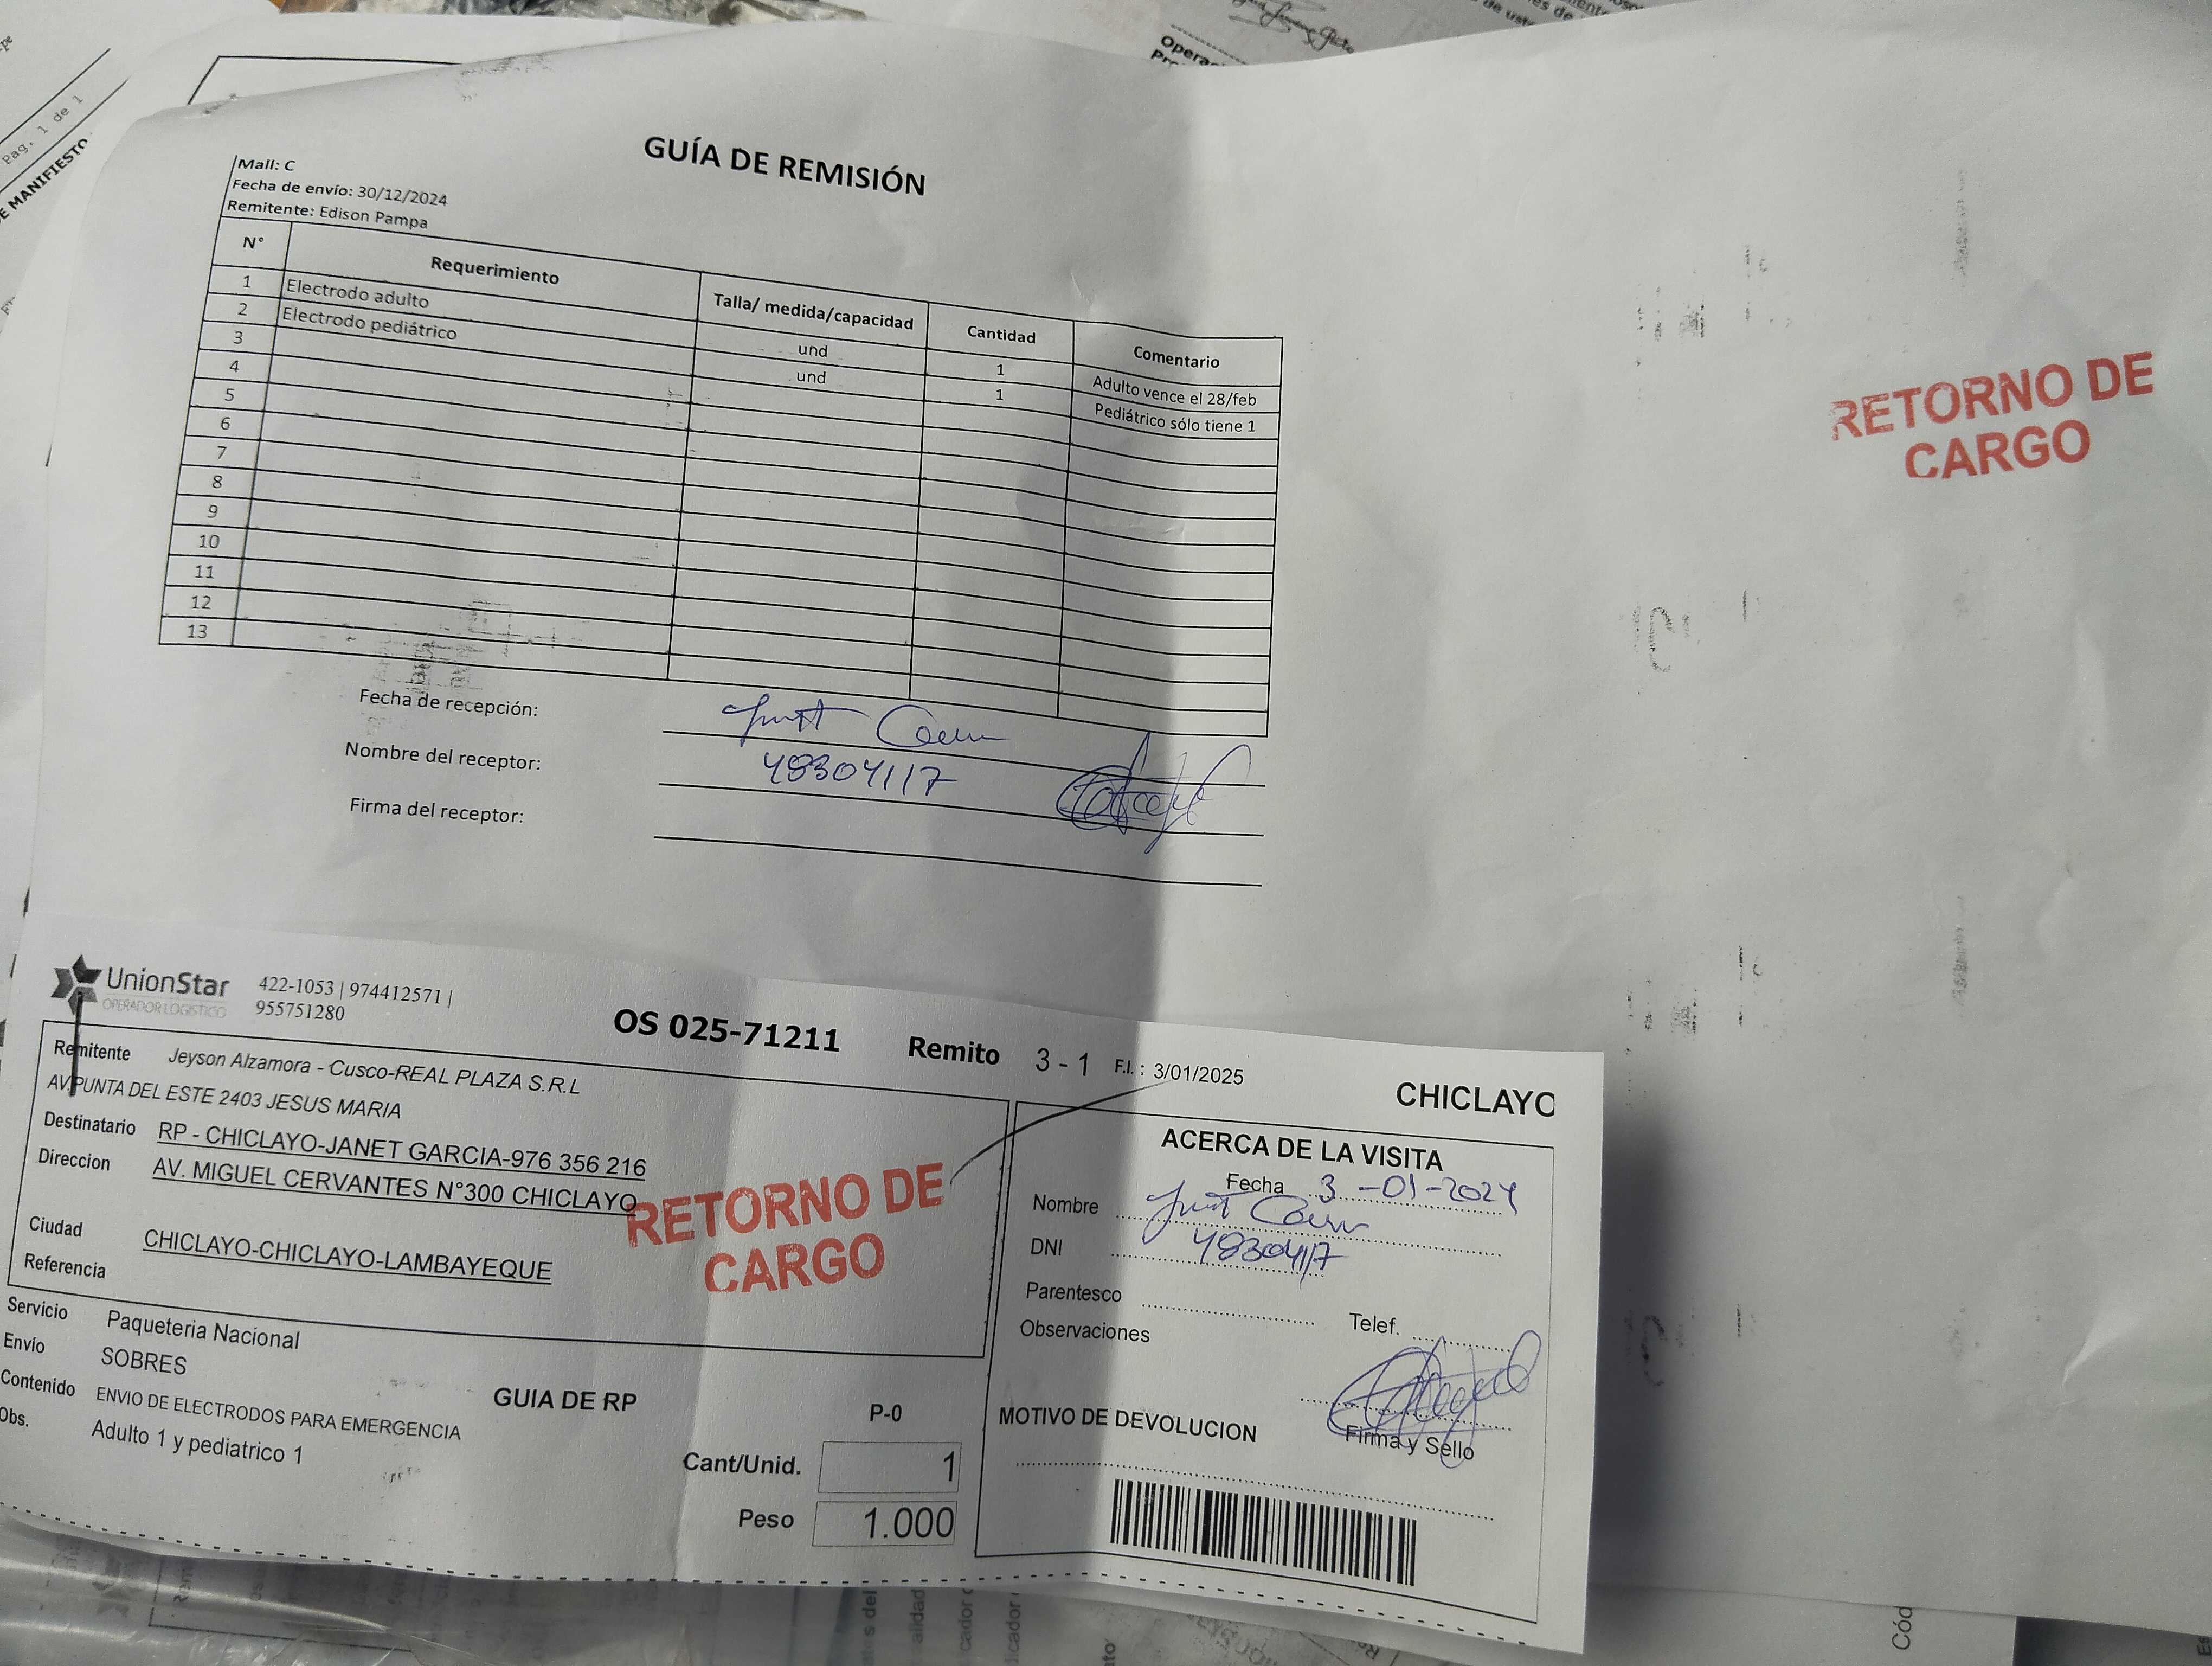 Pag. 1 de 1
DE MANIFIESTO
GUÍA DE REMISIÓN
Mall: C
Fecha de envío: 30/12/2024
Remitente: Edison Pampa
N° Requerimiento Talla/ medida/capacidad Cantidad Comentario
1 Electrodo adulto und 1 Adulto vence el 28/feb
2 Electrodo pediátrico und 1 Pediátrico sólo tiene 1
3
4
5
6
7
8
9
10
11
12
13
RETORNO DE
CARGO
Fecha de recepción:
Nombre del receptor: 48304117
Firma del receptor:
UnionStar
OPERADOR LOGÍSTICO
422-1053 | 974412571 |
955751280
OS 025-71211 Remito 3 - 1 F.I. : 3/01/2025
CHICLAYO
Remitente Jeyson Alzamora - Cusco-REAL PLAZA S.R.L
AV.PUNTA DEL ESTE 2403 JESUS MARIA
Destinatario RP - CHICLAYO-JANET GARCIA-976 356 216
Direccion AV. MIGUEL CERVANTES N°300 CHICLAYO
Ciudad CHICLAYO-CHICLAYO-LAMBAYEQUE
Referencia
RETORNO DE
CARGO
Servicio Paqueteria Nacional
Envío SOBRES
Contenido ENVIO DE ELECTRODOS PARA EMERGENCIA
Obs. Adulto 1 y pediatrico 1
GUIA DE RP
P-0
Cant/Unid. 1
Peso 1.000
ACERCA DE LA VISITA
Fecha 3-01-2024
Nombre
DNI 48304117
Parentesco
Telef.
Observaciones
Firma y Sello
MOTIVO DE DEVOLUCION